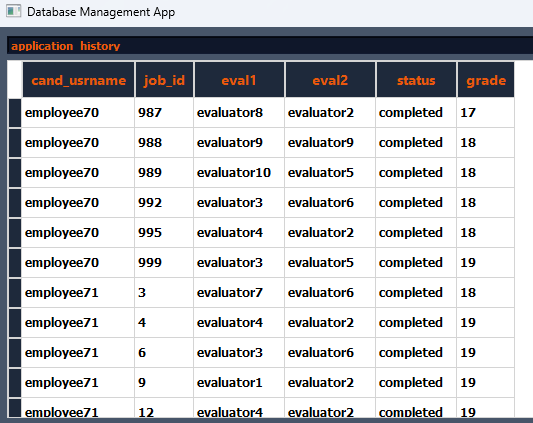 Database Management App
application_history
cand_usrname job_id eval1 eval2 status grade
employee70 987 evaluator8 evaluator2 completed 17
employee70 988 evaluator9 evaluator9 completed 18
employee70 989 evaluator10 evaluator5 completed 18
employee70 992 evaluator3 evaluator6 completed 18
employee70 995 evaluator4 evaluator2 completed 18
employee70 999 evaluator3 evaluator5 completed 19
employee71 3 evaluator7 evaluator6 completed 18
employee71 4 evaluator4 evaluator2 completed 19
employee71 6 evaluator3 evaluator6 completed 19
employee71 9 evaluator1 evaluator2 completed 19
employee71 12 evaluator4 evaluator2 completed 19